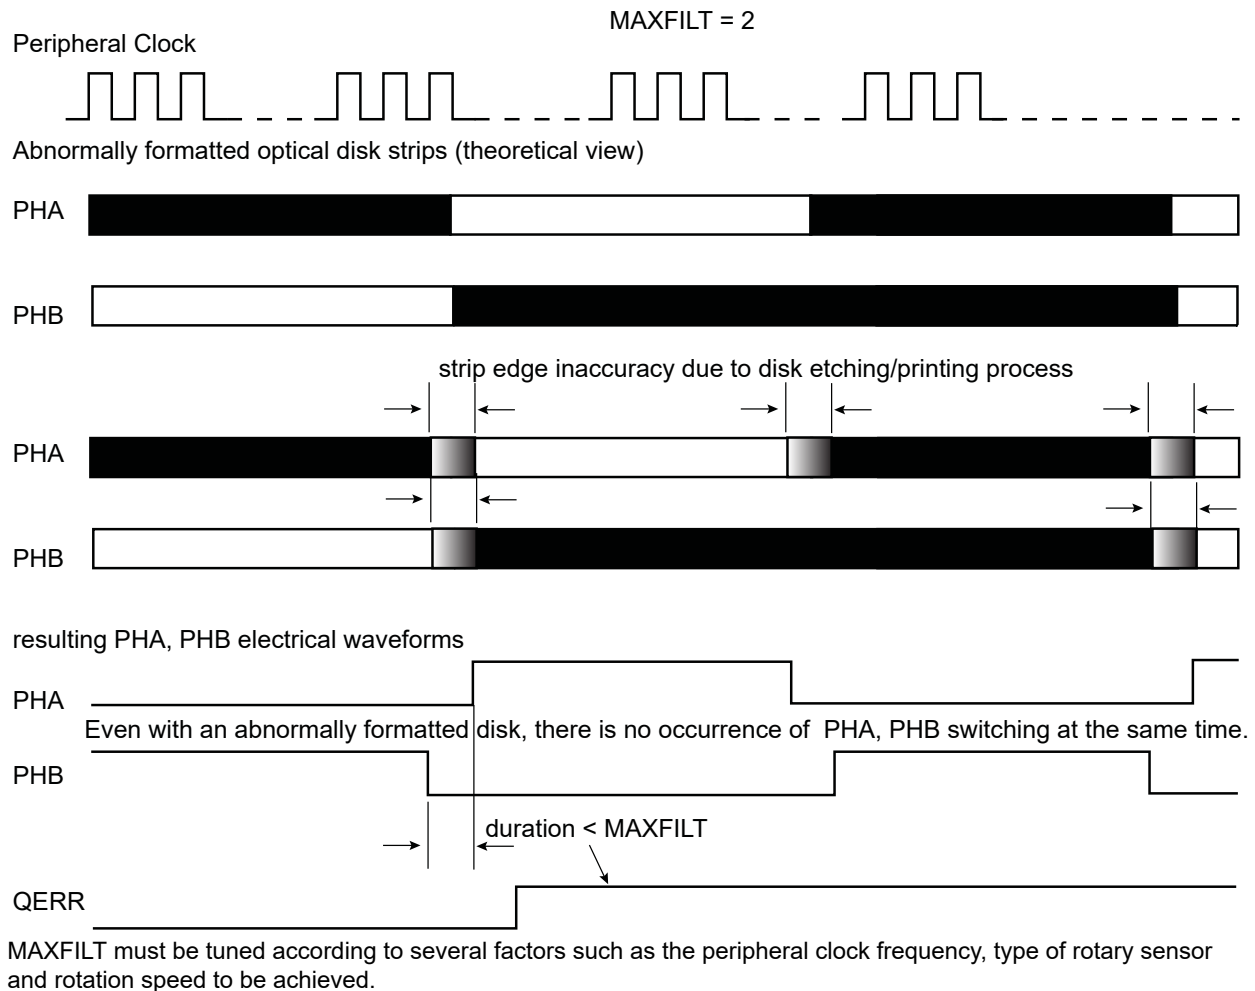 MAXFILT = 2
Peripheral Clock
Abnormally formatted optical disk strips (theoretical view)
PHA
PHB
strip edge inaccuracy due to disk etching/printing process
PHA
PHB
resulting PHA, PHB electrical waveforms
PHA
Even with an abnormally formatted disk, there is no occurrence of PHA, PHB switching at the same time.
PHB
duration < MAXFILT
QERR
MAXFILT must be tuned according to several factors such as the peripheral clock frequency, type of rotary sensor
and rotation speed to be achieved.